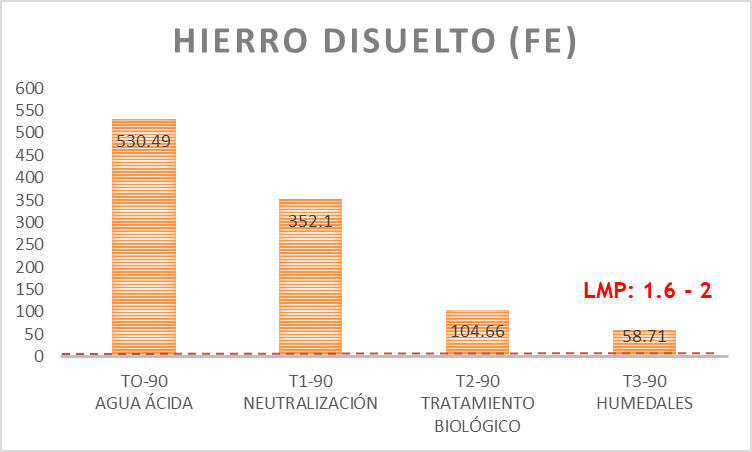 HIERRO DISUELTO (FE)
600
550
500
450
400
350
300
250
200
150
100
50
0
530.49
352.1
104.66
58.71
LMP: 1.6 - 2
TO-90
AGUA ÁCIDA
T1-90
NEUTRALIZACIÓN
T2-90
TRATAMIENTO
BIOLÓGICO
T3-90
HUMEDALES